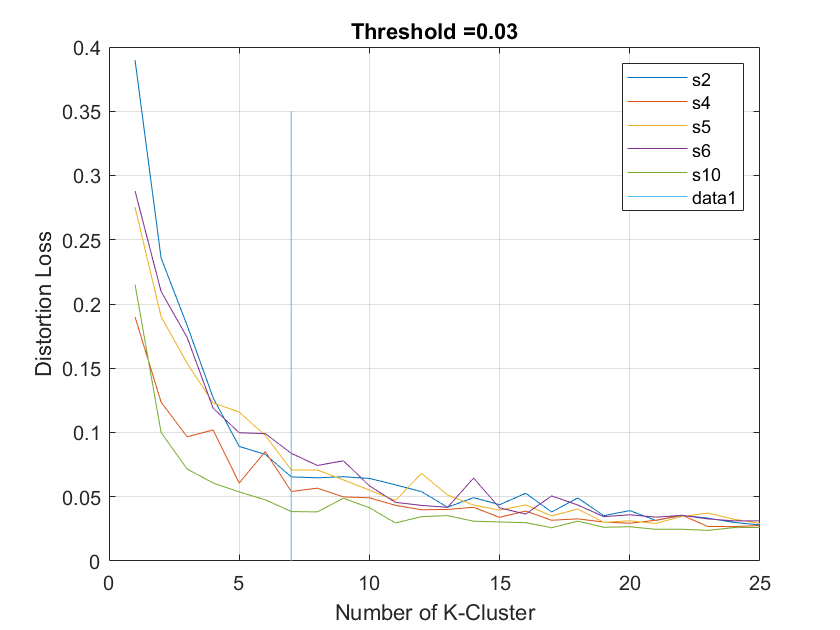 Threshold =0.03
0.4
0.35
0.3
0.25
0.2
0.15
0.1
0.05
0
Distortion Loss
s2
s4
s5
s6
s10
data1
0 5 10 15 20 25
Number of K-Cluster